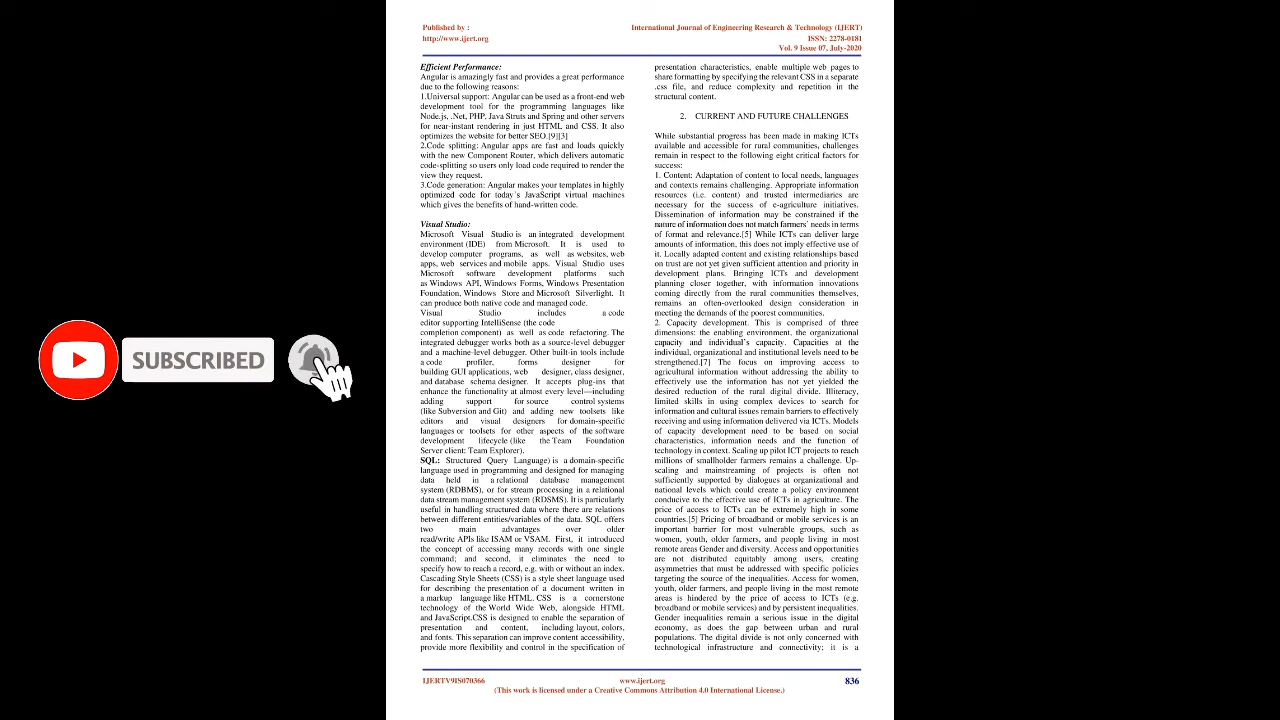 Published by :
http://www.ijert.org
International Journal of Engineering Research & Technology (IJERT)
ISSN: 2278-0181
Vol. 9 Issue 07, July-2020
Efficient Performance:
Angular is amazingly fast and provides a great performance
due to the following reasons:
1.Universal support: Angular can be used as a front-end web
development tool for the programming languages like
Node.js, .Net, PHP, Java Struts and Spring and other servers
for near-instant rendering in just HTML and CSS. It also
optimizes the website for better SEO.[9][3]
2.Code splitting: Angular apps are fast and loads quickly
with the new Component Router, which delivers automatic
code-splitting so users only load code required to render the
view they request.
3.Code generation: Angular makes your templates in highly
optimized code for today's JavaScript virtual machines
which gives the benefits of hand-written code.
Visual Studio:
Microsoft Visual Studio is an integrated development
environment (IDE) from Microsoft. It is used to
develop computer programs, as well as websites, web
apps, web services and mobile apps. Visual Studio uses
Microsoft software development platforms such
as Windows API, Windows Forms, Windows Presentation
Foundation, Windows Store and Microsoft Silverlight. It
can produce both native code and managed code.
Visual Studio includes a code
editor supporting IntelliSense (the code
completion component) as well as code refactoring. The
integrated debugger works both as a source-level debugger
and a machine-level debugger. Other built-in tools include
a code profiler, forms designer for
building GUI applications, web designer, class designer,
and database schema designer. It accepts plug-ins that
enhance the functionality at almost every level—including
adding support for source control systems
(like Subversion and Git) and adding new toolsets like
editors and visual designers for domain-specific
languages or toolsets for other aspects of the software
development lifecycle (like the Team Foundation
Server client: Team Explorer).
SQL: Structured Query Language) is a domain-specific
language used in programming and designed for managing
data held in a relational database management
system (RDBMS), or for stream processing in a relational
data stream management system (RDSMS). It is particularly
useful in handling structured data where there are relations
between different entities/variables of the data. SQL offers
two main advantages over older
read/write APIs like ISAM or VSAM. First, it introduced
the concept of accessing many records with one single
command; and second, it eliminates the need to
specify how to reach a record, e.g. with or without an index.
Cascading Style Sheets (CSS) is a style sheet language used
for describing the presentation of a document written in
a markup language like HTML. CSS is a cornerstone
technology of the World Wide Web, alongside HTML
and JavaScript.CSS is designed to enable the separation of
presentation and content, including layout, colors,
and fonts. This separation can improve content accessibility,
provide more flexibility and control in the specification of
presentation characteristics, enable multiple web pages to
share formatting by specifying the relevant CSS in a separate
.css file, and reduce complexity and repetition in the
structural content.
2. CURRENT AND FUTURE CHALLENGES
While substantial progress has been made in making ICTs
available and accessible for rural communities, challenges
remain in respect to the following eight critical factors for
success:
1. Content: Adaptation of content to local needs, languages
and contexts remains challenging. Appropriate information
resources (i.e. content) and trusted intermediaries are
necessary for the success of e-agriculture initiatives.
Dissemination of information may be constrained if the
nature of information does not match farmers' needs in terms
of format and relevance.[5] While ICTs can deliver large
amounts of information, this does not imply effective use of
it. Locally adapted content and existing relationships based
on trust are not yet given sufficient attention and priority in
development plans. Bringing ICTs and development
planning closer together, with information innovations
coming directly from the rural communities themselves,
remains an often-overlooked design consideration in
meeting the demands of the poorest communities.
2. Capacity development. This is comprised of three
dimensions: the enabling environment, the organizational
capacity and individual's capacity. Capacities at the
individual, organizational and institutional levels need to be
strengthened.[7] The focus on improving access to
agricultural information without addressing the ability to
effectively use the information has not yet yielded the
desired reduction of the rural digital divide. Illiteracy,
limited skills in using complex devices to search for
information and cultural issues remain barriers to effectively
receiving and using information delivered via ICTs. Models
of capacity development need to be based on social
characteristics, information needs and the function of
technology in context. Scaling up pilot ICT projects to reach
millions of smallholder farmers remains a challenge. Up-
scaling and mainstreaming of projects is often not
sufficiently supported by dialogues at organizational and
national levels which could create a policy environment
conducive to the effective use of ICTs in agriculture. The
price of access to ICTs can be extremely high in some
countries.[5] Pricing of broadband or mobile services is an
important barrier for most vulnerable groups, such as
women, youth, older farmers, and people living in most
remote areas Gender and diversity. Access and opportunities
are not distributed equitably among users, creating
asymmetries that must be addressed with specific policies
targeting the source of the inequalities. Access for women,
youth, older farmers, and people living in the most remote
areas is hindered by the price of access to ICTs (e.g.
broadband or mobile services) and by persistent inequalities.
Gender inequalities remain a serious issue in the digital
economy, as does the gap between urban and rural
populations. The digital divide is not only concerned with
technological infrastructure and connectivity; it is a
IJERTV9IS070366
www.ijert.org
836
(This work is licensed under a Creative Commons Attribution 4.0 International License.)
SUBSCRIBED